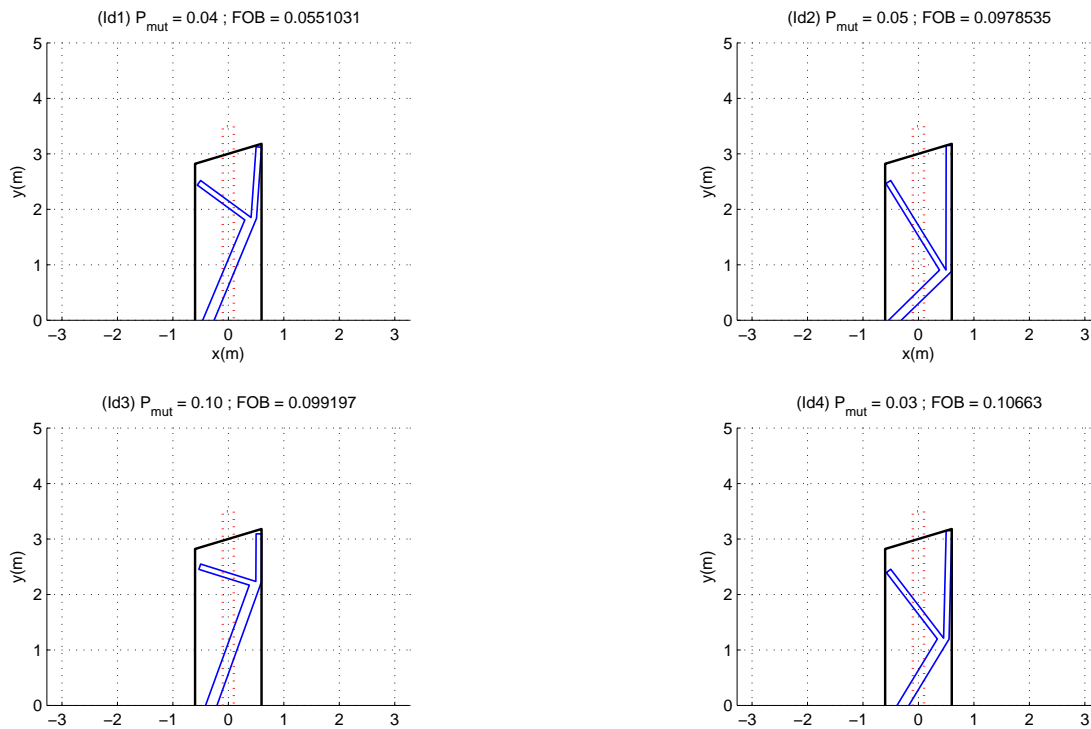 (Id1) P_mut = 0.04 ; FOB = 0.0551031
5
4
3
2
1
0
y(m)
−3 −2 −1 0 1 2 3
x(m)
(Id2) P_mut = 0.05 ; FOB = 0.0978535
5
4
3
2
1
0
y(m)
−3 −2 −1 0 1 2 3
x(m)
(Id3) P_mut = 0.10 ; FOB = 0.099197
5
4
3
2
1
0
y(m)
−3 −2 −1 0 1 2 3
(Id4) P_mut = 0.03 ; FOB = 0.10663
5
4
3
2
1
0
y(m)
−3 −2 −1 0 1 2 3